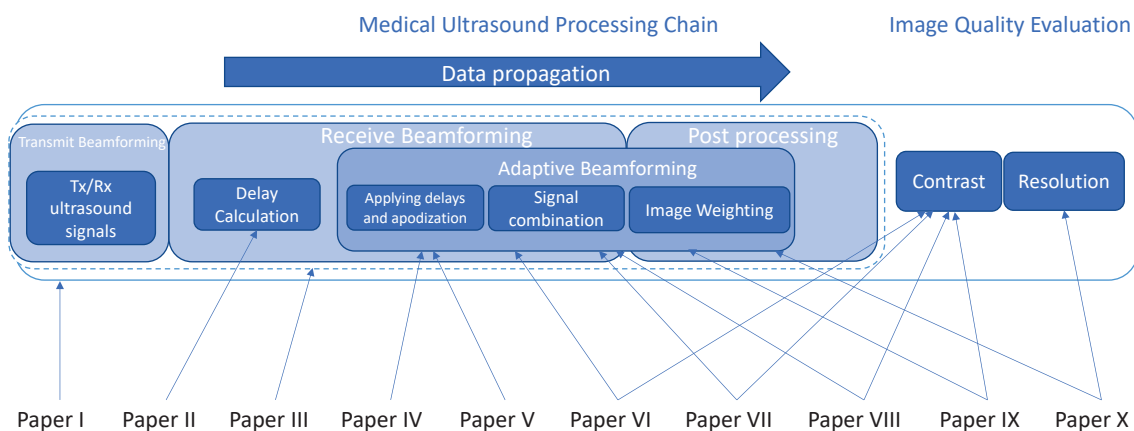 Medical Ultrasound Processing Chain
Image Quality Evaluation
Data propagation
Transmit Beamforming
Receive Beamforming
Post processing
Adaptive Beamforming
Tx/Rx
ultrasound
signals
Delay
Calculation
Applying delays
and apodization
Signal
combination
Image Weighting
Contrast
Resolution
Paper I
Paper II
Paper III
Paper IV
Paper V
Paper VI
Paper VII
Paper VIII
Paper IX
Paper X